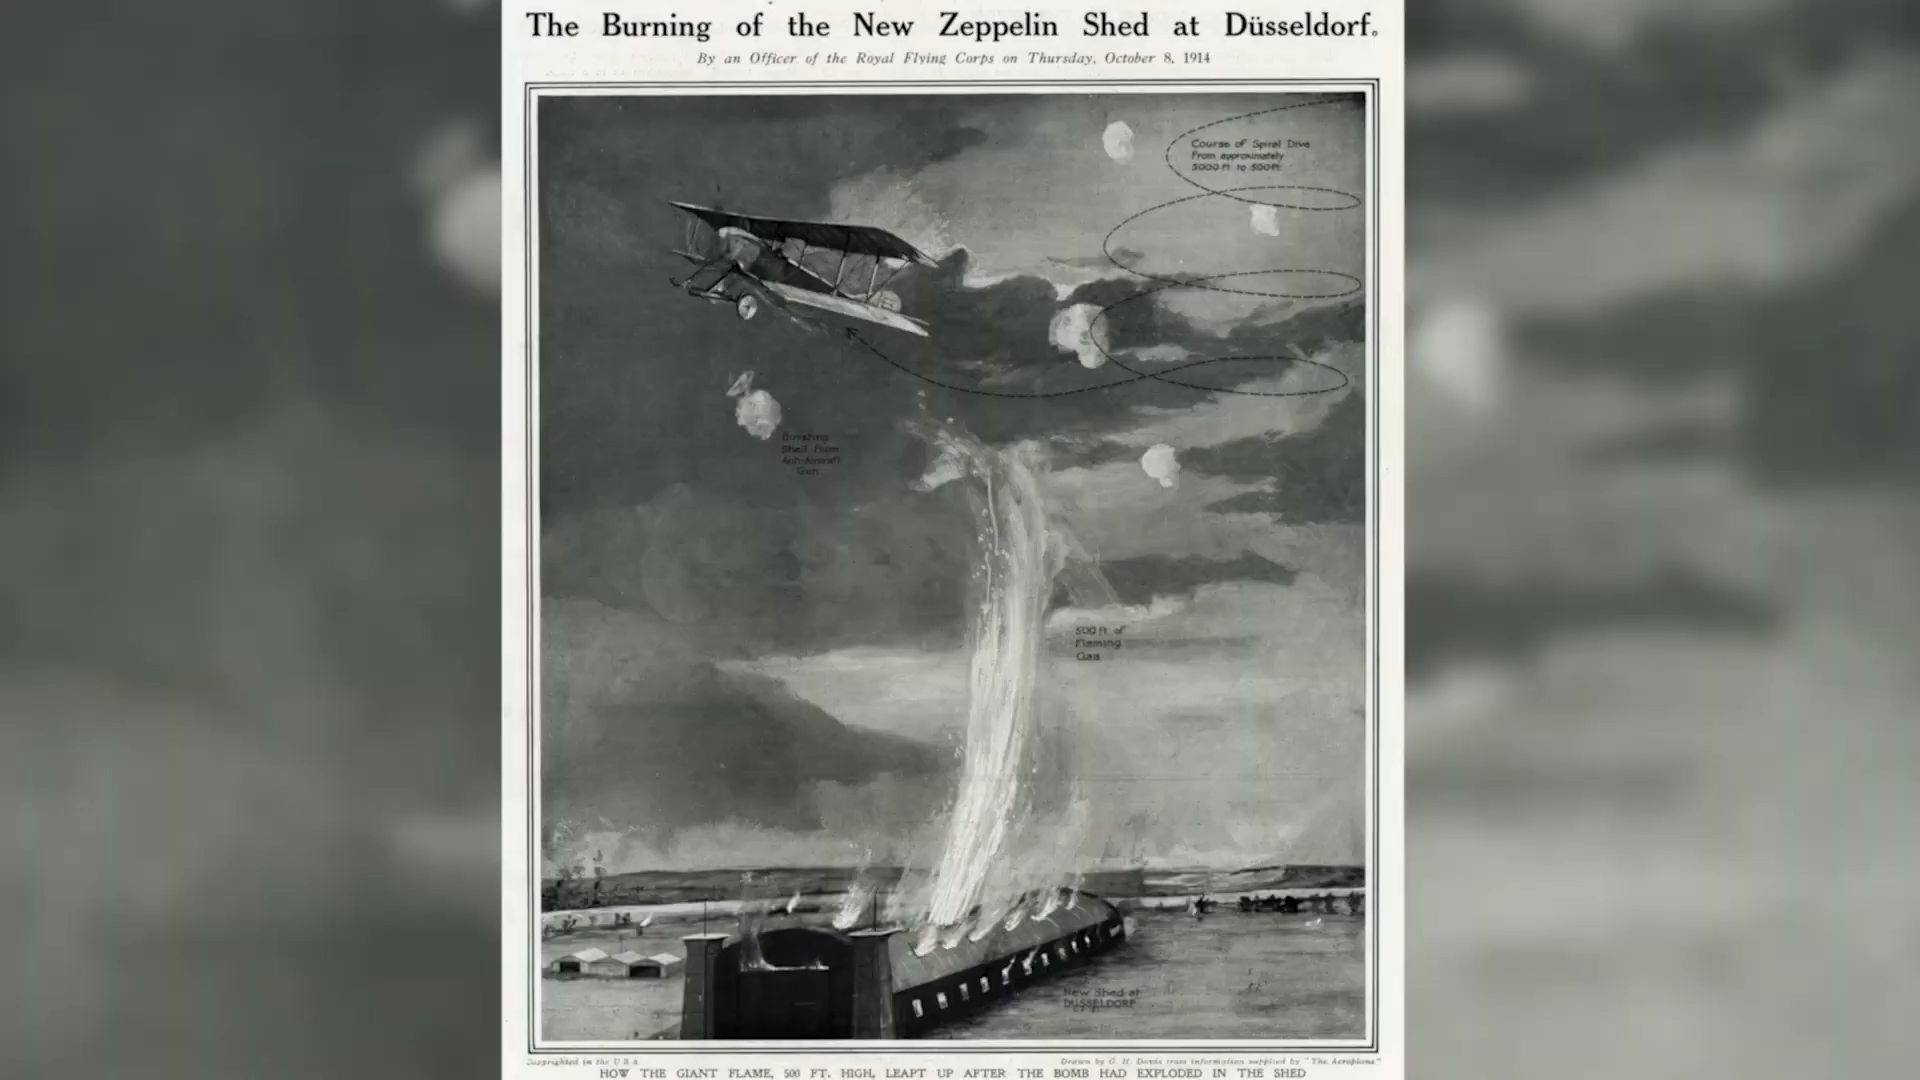 The Burning of the New Zeppelin Shed at Düsseldorf.
By an Officer of the Royal Flying Corps on Thursday, October 8, 1914
Course of Spiral Dive
From approximately
5000 Ft to 500 Ft
Bursting
Shell from
Anti-Aircraft
Gun
500 ft of
Flaming
Gas
New Shed at
DUSSELDORF
Copyrighted in the U.S.A.
Drawn by G. H. Davis from information supplied by "The Aeroplane"
HOW THE GIANT FLAME, 500 FT. HIGH, LEAPT UP AFTER THE BOMB HAD EXPLODED IN THE SHED